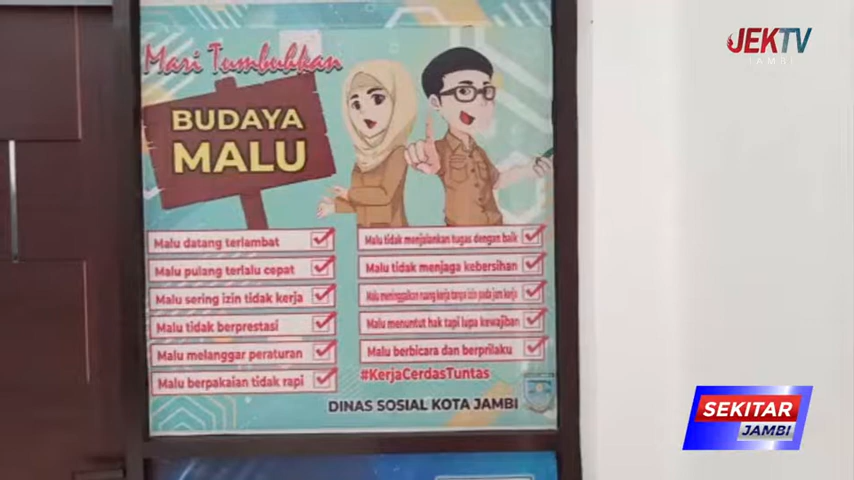 JEKTV
JAMBI
Mari Tumbuhkan
BUDAYA
MALU
Malu datang terlambat
Malu pulang terlalu cepat
Malu sering izin tidak kerja
Malu tidak berprestasi
Malu melanggar peraturan
Malu berpakaian tidak rapi
Malu tidak menjalankan tugas dengan baik
Malu tidak menjaga kebersihan
Malu meninggalkan ruang kerja tanpa izin pada jam kerja
Malu menuntut hak tapi lupa kewajiban
Malu berbicara dan berprilaku
#KerjaCerdasTuntas
DINAS SOSIAL KOTA JAMBI
SEKITAR
JAMBI